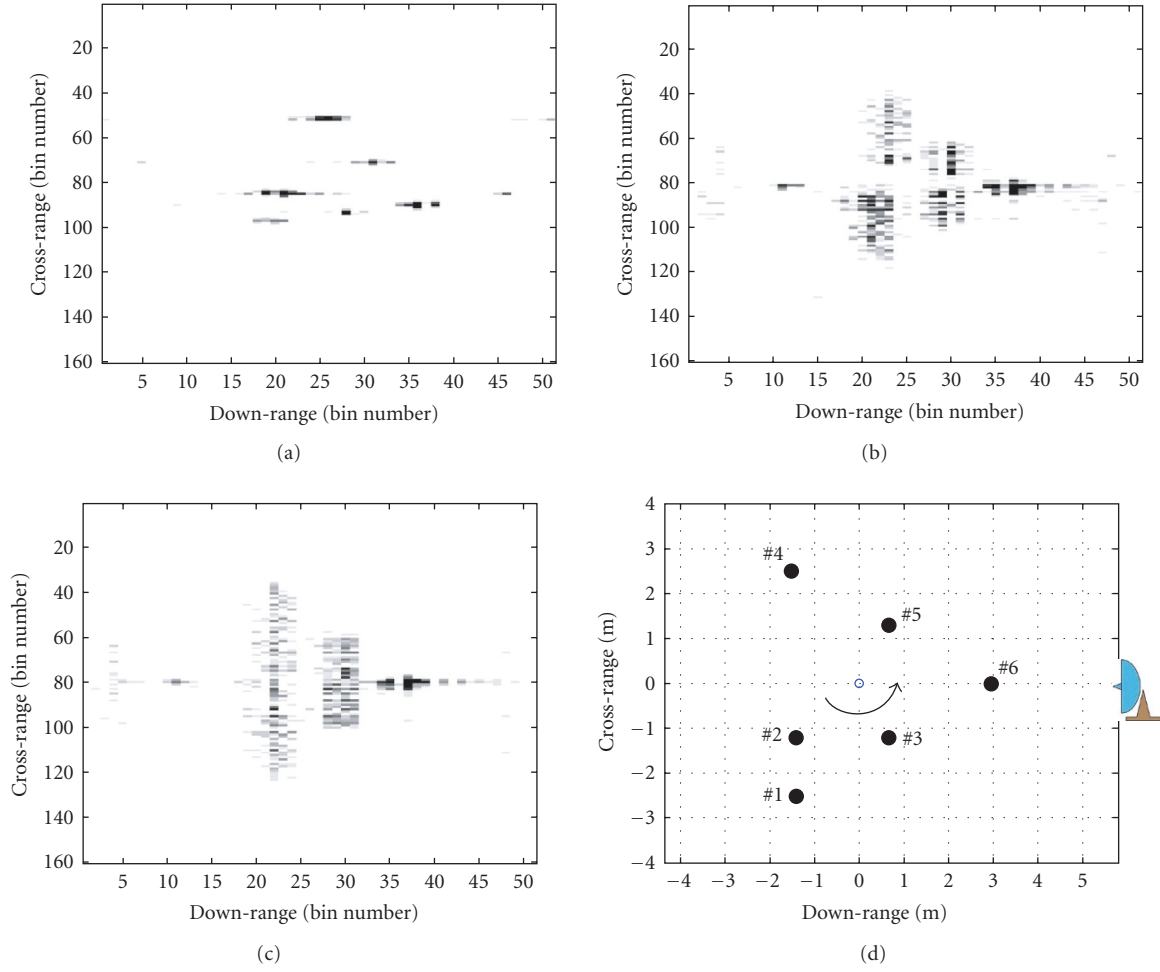 20
40
60
80
100
120
140
160
5 10 15 20 25 30 35 40 45 50
Cross-range (bin number)
Down-range (bin number)
(a)
20
40
60
80
100
120
140
160
5 10 15 20 25 30 35 40 45 50
Cross-range (bin number)
Down-range (bin number)
(b)
20
40
60
80
100
120
140
160
5 10 15 20 25 30 35 40 45 50
Cross-range (bin number)
Down-range (bin number)
(c)
4
3
2
1
0
−1
−2
−3
−4
−4 −3 −2 −1 0 1 2 3 4 5
Cross-range (m)
#4
#5
#6
#2
#3
#1
Down-range (m)
(d)